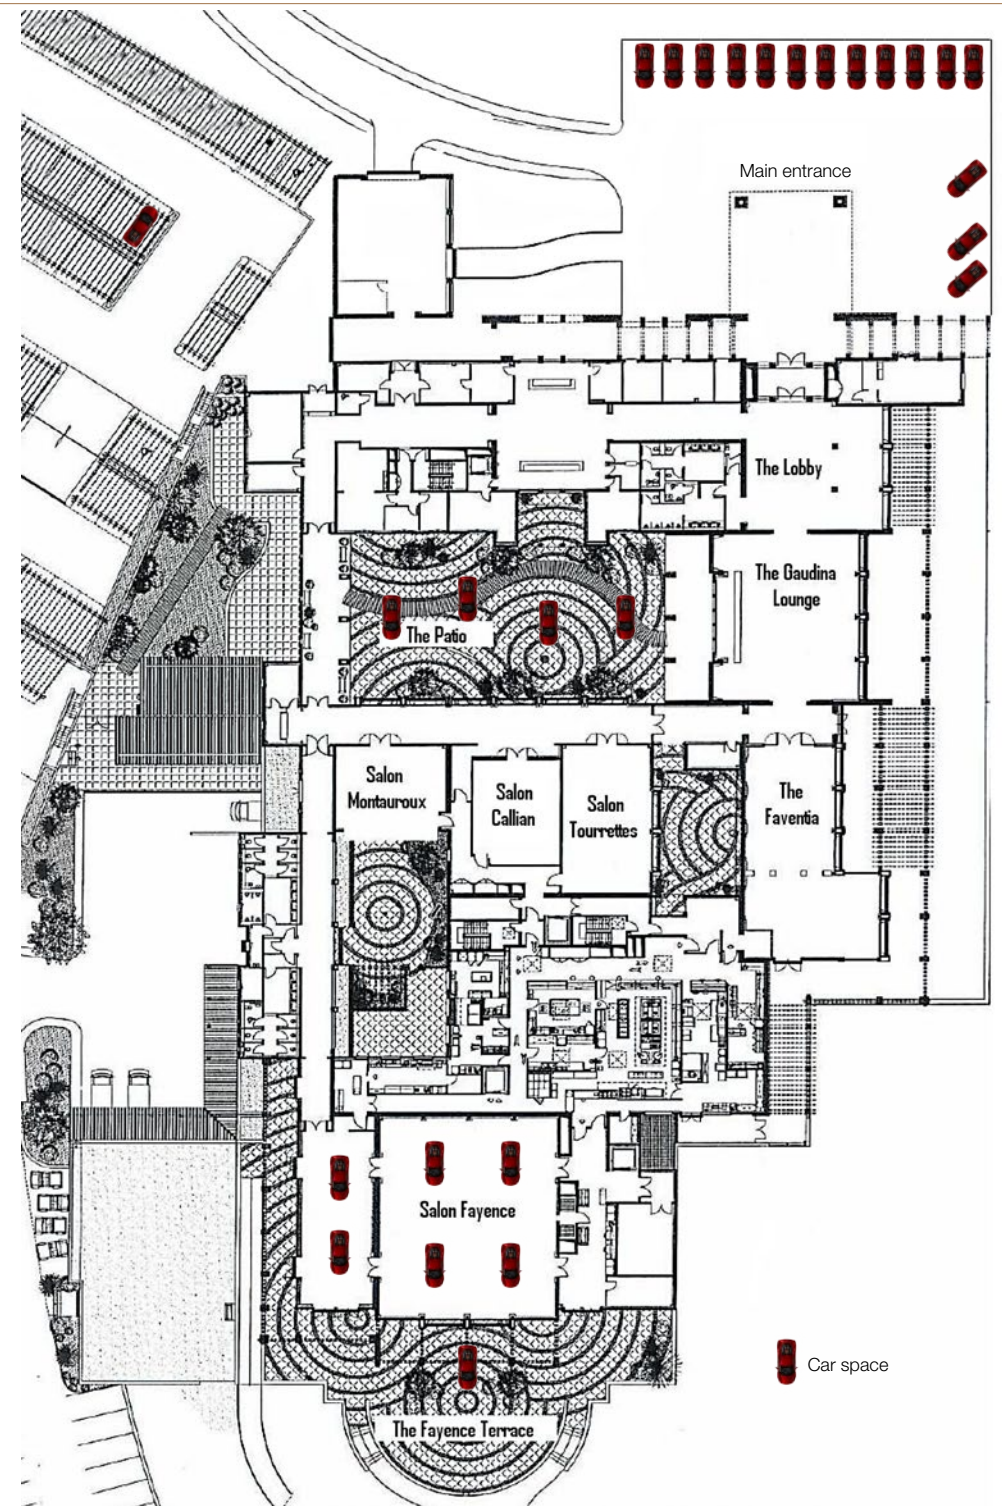 Main entrance
The Lobby
The Gaudina
Lounge
The Patio
Salon
Montauroux
Salon
Callian
Salon
Tourrettes
The
Faventia
Salon Fayence
Car space
The Fayence Terrace